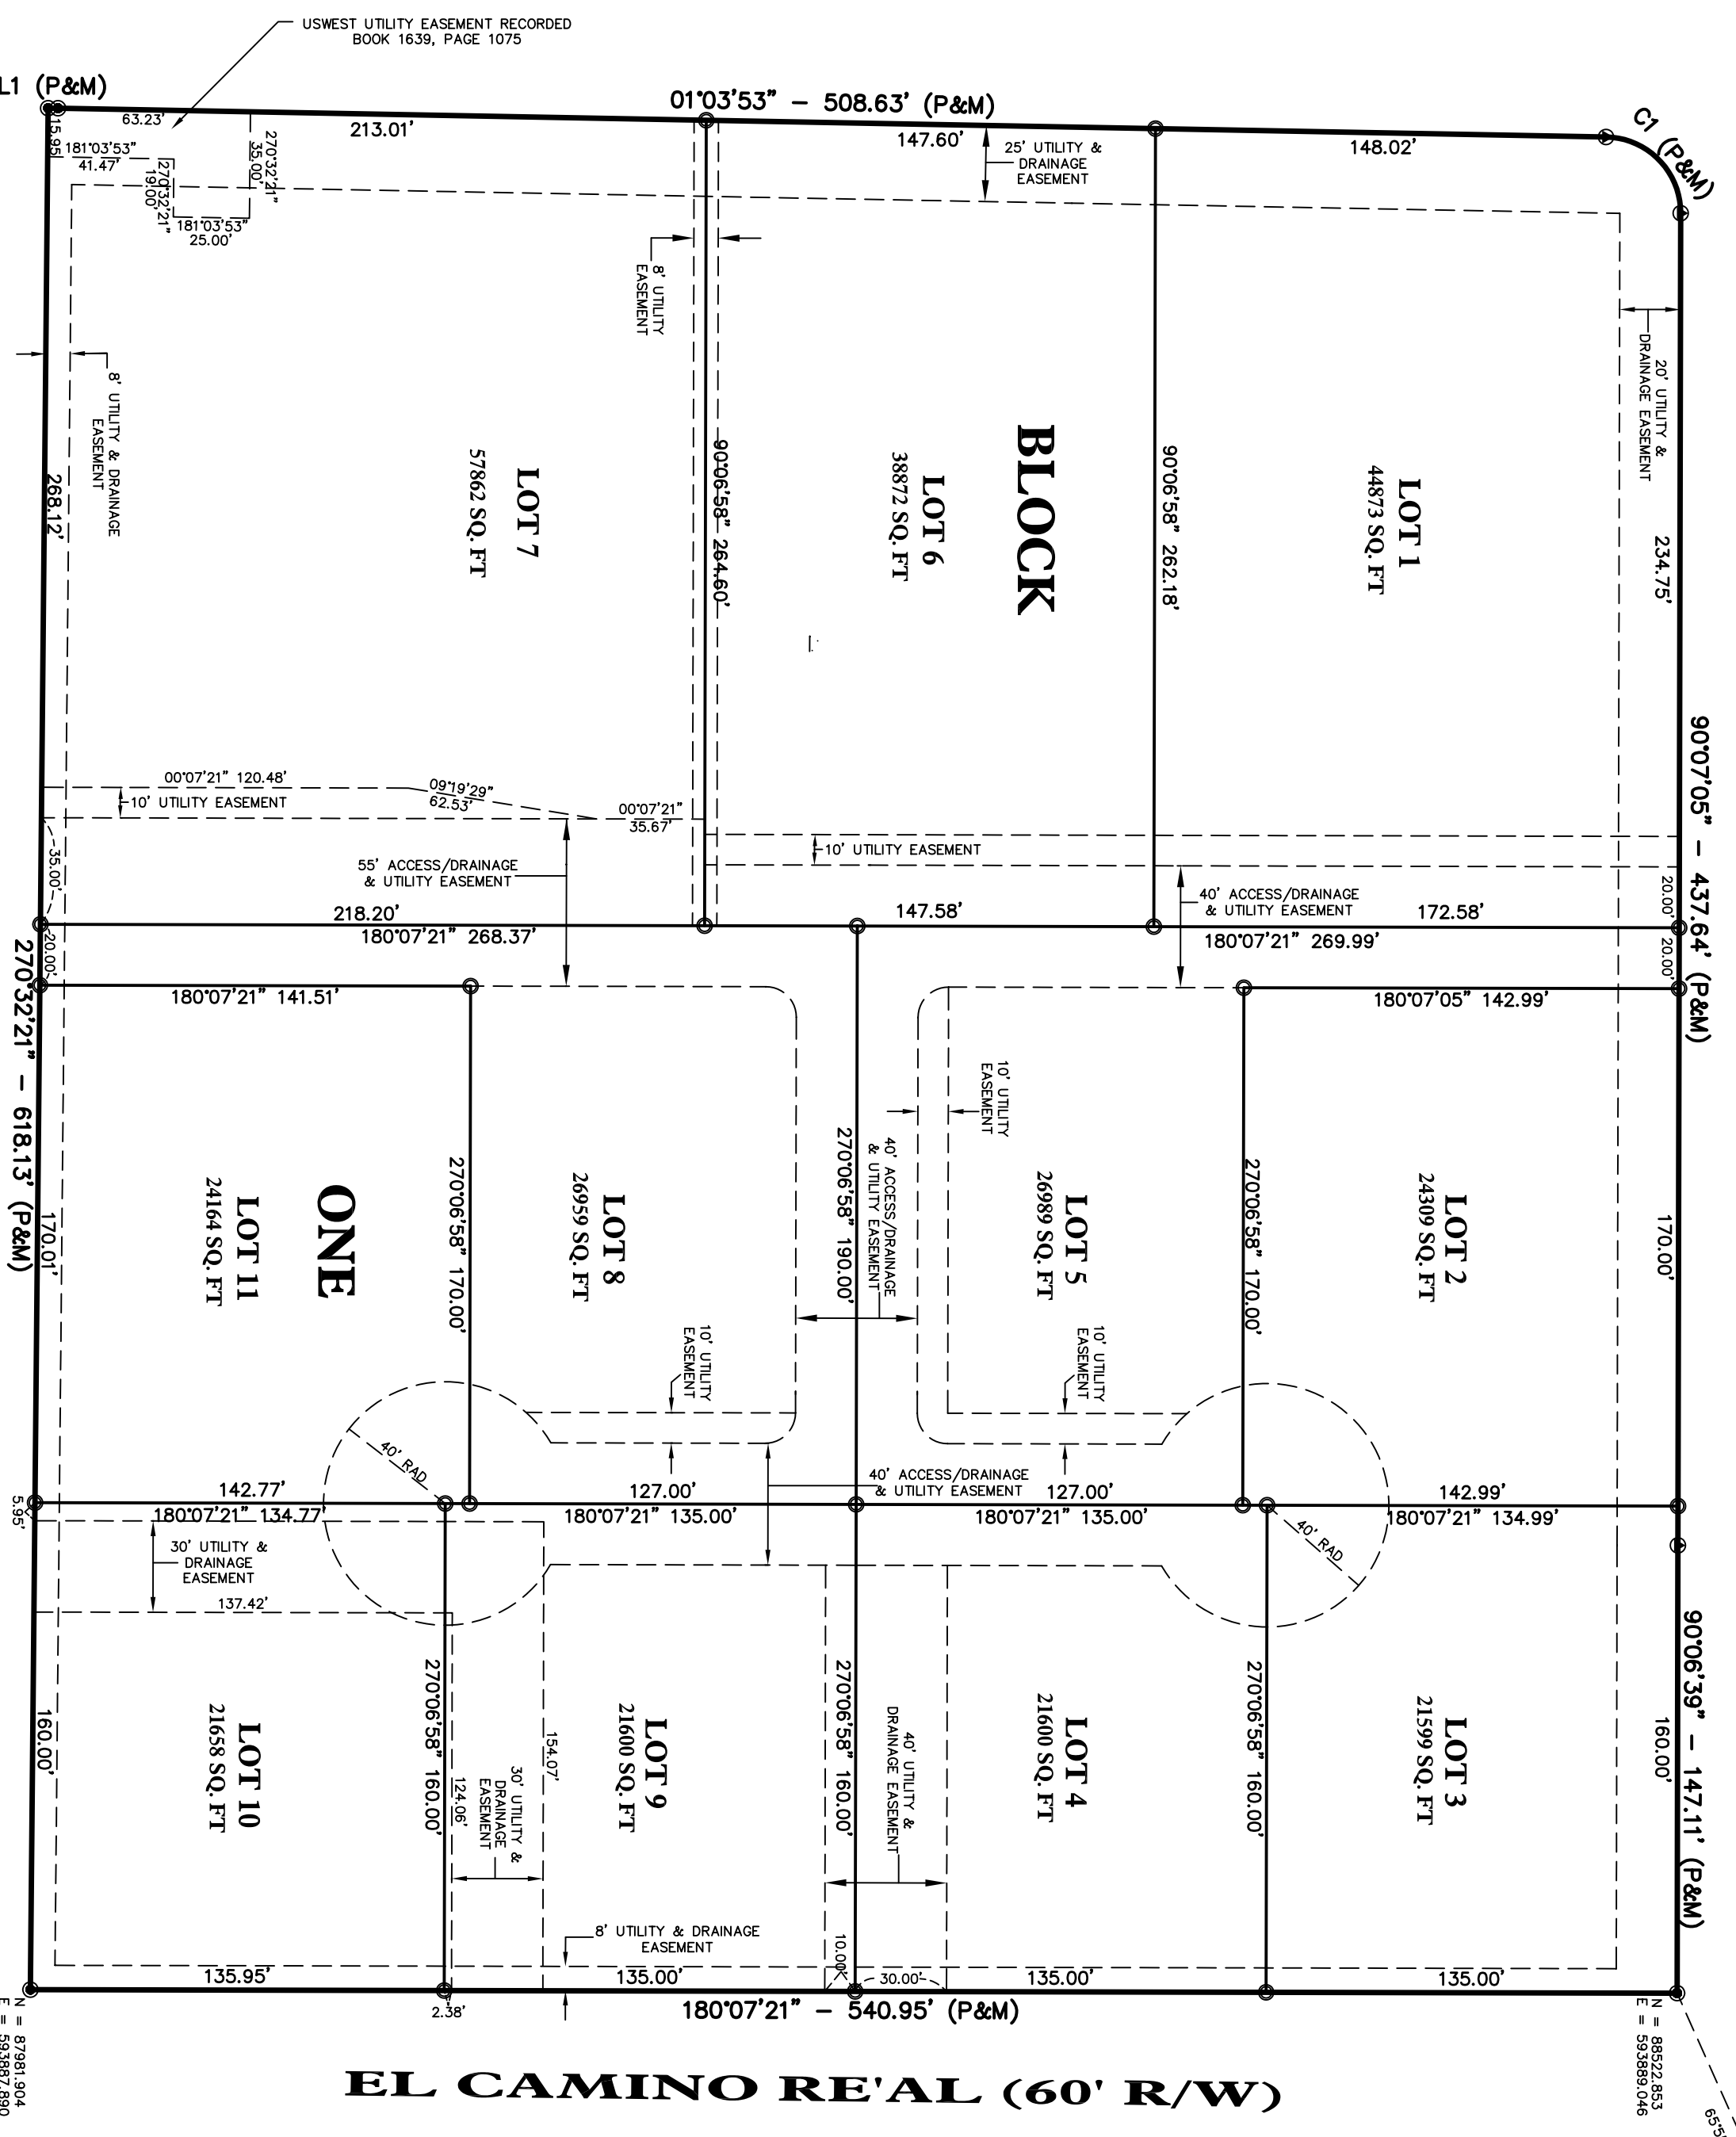 USWEST UTILITY EASEMENT RECORDED
BOOK 1639, PAGE 1075
L1 (P&M)
01°03'53" – 508.63' (P&M)
C1 (P&M)
63.23'
213.01'
147.60'
148.02'
15.95
181°03'53"
41.47'
270°32'21"
19.00'
270°32'21"
35.00'
181°03'53"
25.00'
25' UTILITY &
DRAINAGE
EASEMENT
8' UTILITY
EASEMENT
20' UTILITY &
DRAINAGE EASEMENT
8' UTILITY & DRAINAGE
EASEMENT
268.12'
LOT 7
57862 SQ. FT
90°06'58" 264.60'
LOT 6
38872 SQ. FT
BLOCK
90°06'58" 262.18'
LOT 1
44873 SQ. FT
234.75'
90°07'05" – 437.64' (P&M)
00°07'21" 120.48'
10' UTILITY EASEMENT
09°19'29"
62.53'
00°07'21"
35.67'
10' UTILITY EASEMENT
55' ACCESS/DRAINAGE
& UTILITY EASEMENT
40' ACCESS/DRAINAGE
& UTILITY EASEMENT
35.00'
20.00'
20.00'
20.00'
218.20'
180°07'21" 268.37'
147.58'
172.58'
180°07'21" 269.99'
270°32'21" – 618.13' (P&M)
180°07'21" 141.51'
180°07'05" 142.99'
10' UTILITY
EASEMENT
40' ACCESS/DRAINAGE
& UTILITY EASEMENT
270°06'58" 190.00'
170.01'
LOT 11
24164 SQ. FT
ONE
270°06'58" 170.00'
LOT 8
26959 SQ. FT
LOT 5
26989 SQ. FT
270°06'58" 170.00'
LOT 2
24309 SQ. FT
170.00'
10' UTILITY
EASEMENT
10' UTILITY
EASEMENT
40' RAD
40' RAD
40' ACCESS/DRAINAGE
& UTILITY EASEMENT
142.77'
180°07'21" 134.77'
127.00'
180°07'21" 135.00'
127.00'
180°07'21" 135.00'
142.99'
180°07'21" 134.99'
5.95'
30' UTILITY &
DRAINAGE
EASEMENT
137.42'
160.00'
LOT 10
21658 SQ. FT
270°06'58" 160.00'
124.06'
30' UTILITY &
DRAINAGE
EASEMENT
154.07'
LOT 9
21600 SQ. FT
270°06'58" 160.00'
40' UTILITY &
DRAINAGE EASEMENT
LOT 4
21600 SQ. FT
270°06'58" 160.00'
LOT 3
21599 SQ. FT
160.00'
90°06'39" – 147.11' (P&M)
8' UTILITY & DRAINAGE
EASEMENT
10.00'
30.00'
135.95'
135.00'
135.00'
135.00'
2.38'
180°07'21" – 540.95' (P&M)
N = 87981.904
E = 593887.890
N = 88522.853
E = 593889.046
EL CAMINO RE'AL (60' R/W)